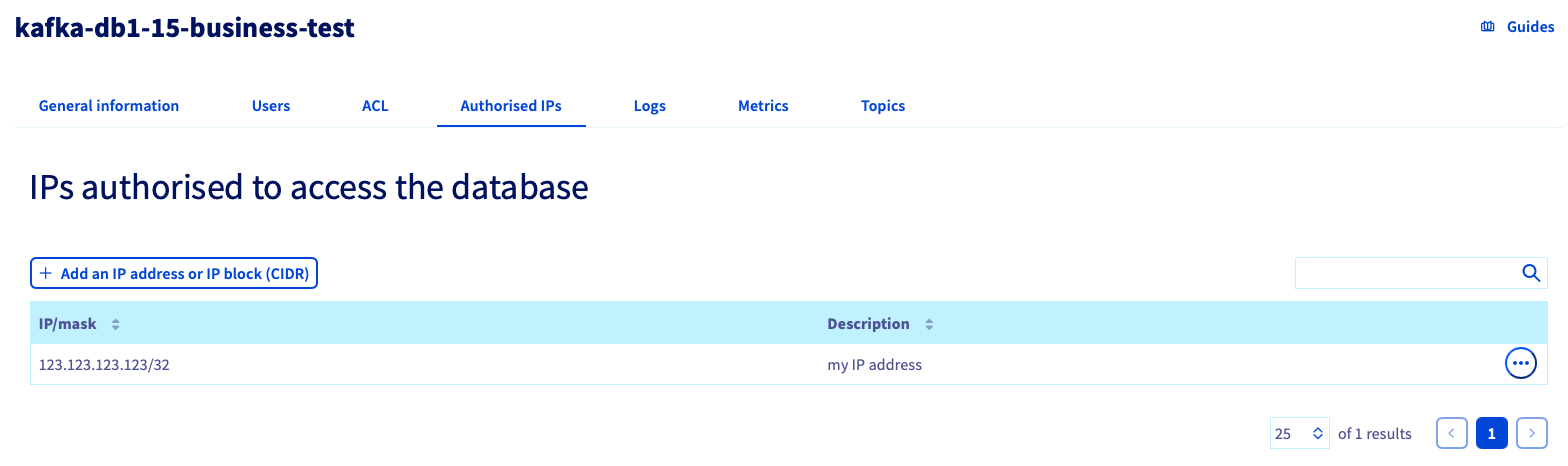 kafka-db1-15-business-test
Guides
General information Users ACL Authorised IPs Logs Metrics Topics
IPs authorised to access the database
+ Add an IP address or IP block (CIDR)
IP/mask Description
123.123.123.123/32 my IP address
25 of 1 results 1